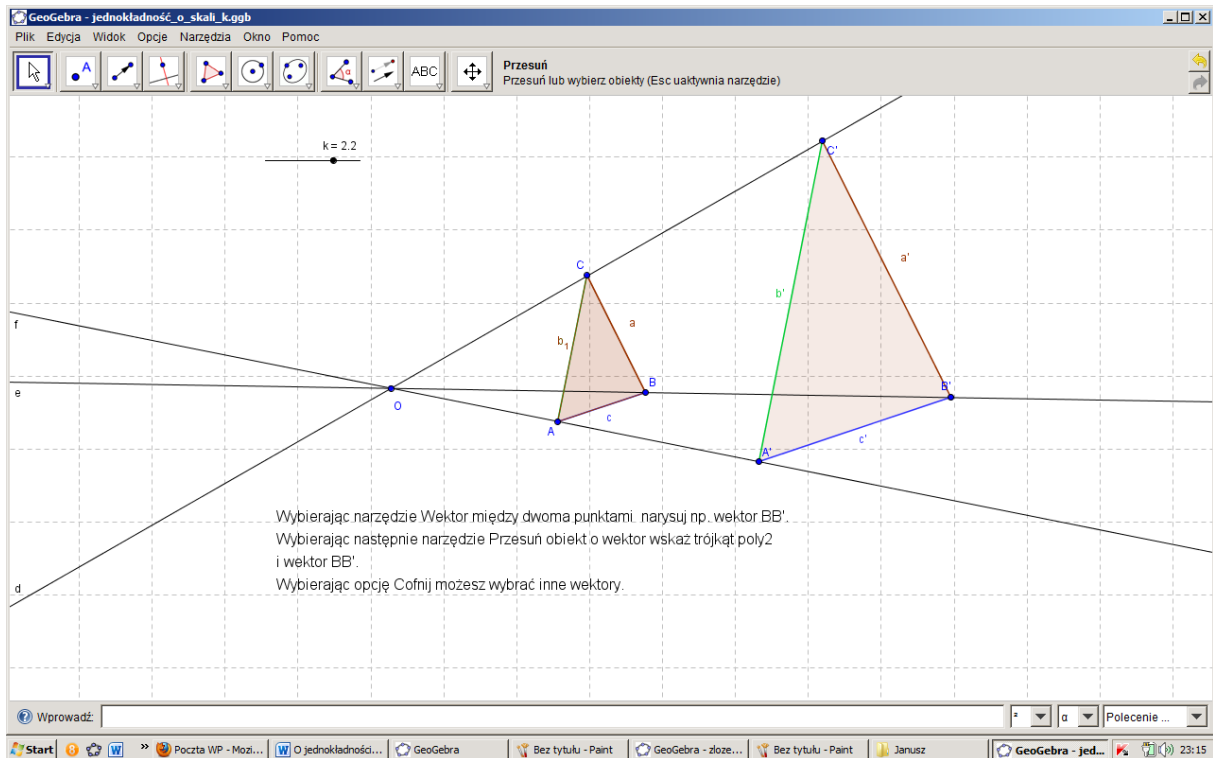 GeoGebra - jednokładność_o_skali_k.ggb
Plik Edycja Widok Opcje Narzędzia Okno Pomoc
A
α
ABC
Przesuń
Przesuń lub wybierz obiekty (Esc uaktywnia narzędzie)
k = 2.2
C'
C
a'
b'
f
a
b1
e
B
B'
O
c
A
c'
A'
Wybierając narzędzie Wektor między dwoma punktami narysuj np. wektor BB'.
Wybierając następnie narzędzie Przesuń obiekt o wektor wskaż trójkąt poly2
i wektor BB'.
Wybierając opcję Cofnij możesz wybrać inne wektory.
d
Wprowadź:
²
α
Polecenie ...
Start
» Poczta WP - Mozi...
O jednokładności...
GeoGebra
Bez tytułu - Paint
GeoGebra - zloze...
Bez tytułu - Paint
Janusz
GeoGebra - jed...
23:15